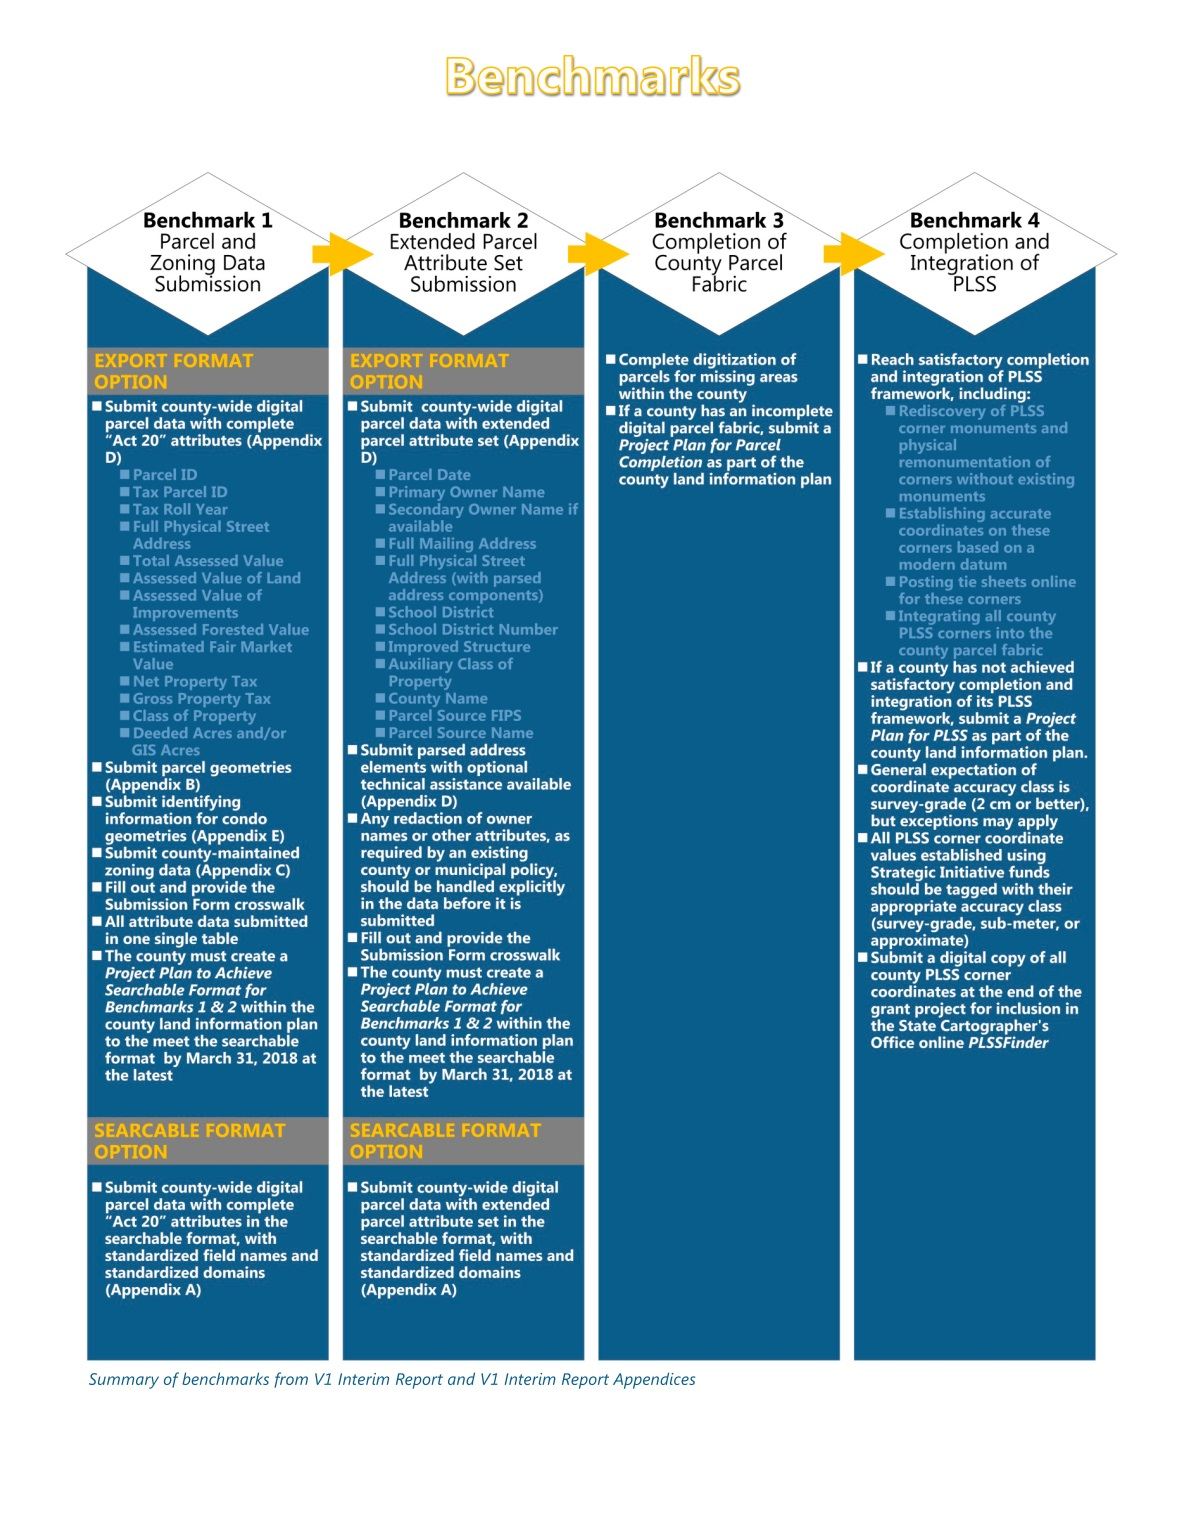 Benchmarks
Benchmark 1
Parcel and
Zoning Data
Submission
EXPORT FORMAT
OPTION
Submit county-wide digital
parcel data with complete
“Act 20” attributes (Appendix
D)
Parcel ID
Tax Parcel ID
Tax Roll Year
Full Physical Street
Address
Total Assessed Value
Assessed Value of Land
Assessed Value of
Improvements
Assessed Forested Value
Estimated Fair Market
Value
Net Property Tax
Gross Property Tax
Class of Property
Deeded Acres and/or
GIS Acres
Submit parcel geometries
(Appendix B)
Submit identifying
information for condo
geometries (Appendix E)
Submit county-maintained
zoning data (Appendix C)
Fill out and provide the
Submission Form crosswalk
All attribute data submitted
in one single table
The county must create a
Project Plan to Achieve
Searchable Format for
Benchmarks 1 & 2 within the
county land information plan
to the meet the searchable
format by March 31, 2018 at
the latest
SEARCABLE FORMAT
OPTION
Submit county-wide digital
parcel data with complete
“Act 20” attributes in the
searchable format, with
standardized field names and
standardized domains
(Appendix A)
Benchmark 2
Extended Parcel
Attribute Set
Submission
EXPORT FORMAT
OPTION
Submit county-wide digital
parcel data with extended
parcel attribute set (Appendix
D)
Parcel Date
Primary Owner Name
Secondary Owner Name if
available
Full Mailing Address
Full Physical Street
Address (with parsed
address components)
School District
School District Number
Improved Structure
Auxiliary Class of
Property
County Name
Parcel Source FIPS
Parcel Source Name
Submit parsed address
elements with optional
technical assistance available
(Appendix D)
Any redaction of owner
names or other attributes, as
required by an existing
county or municipal policy,
should be handled explicitly
in the data before it is
submitted
Fill out and provide the
Submission Form crosswalk
The county must create a
Project Plan to Achieve
Searchable Format for
Benchmarks 1 & 2 within the
county land information plan
to the meet the searchable
format by March 31, 2018 at
the latest
SEARCABLE FORMAT
OPTION
Submit county-wide digital
parcel data with extended
parcel attribute set in the
searchable format, with
standardized field names and
standardized domains
(Appendix A)
Benchmark 3
Completion of
County Parcel
Fabric
Complete digitization of
parcels for missing areas
within the county
If a county has an incomplete
digital parcel fabric, submit a
Project Plan for Parcel
Completion as part of the
county land information plan
Benchmark 4
Completion and
Integration of
PLSS
Reach satisfactory completion
and integration of PLSS
framework, including:
Rediscovery of PLSS
corner monuments and
physical
remonumentation of
corners without existing
monuments
Establishing accurate
coordinates on these
corners based on a
modern datum
Posting tie sheets online
for these corners
Integrating all county
PLSS corners into the
county parcel fabric
If a county has not achieved
satisfactory completion and
integration of its PLSS
framework, submit a Project
Plan for PLSS as part of the
county land information plan.
General expectation of
coordinate accuracy class is
survey-grade (2 cm or better),
but exceptions may apply
All PLSS corner coordinate
values established using
Strategic Initiative funds
should be tagged with their
appropriate accuracy class
(survey-grade, sub-meter, or
approximate)
Submit a digital copy of all
county PLSS corner
coordinates at the end of the
grant project for inclusion in
the State Cartographer's
Office online PLSSFinder
Summary of benchmarks from V1 Interim Report and V1 Interim Report Appendices